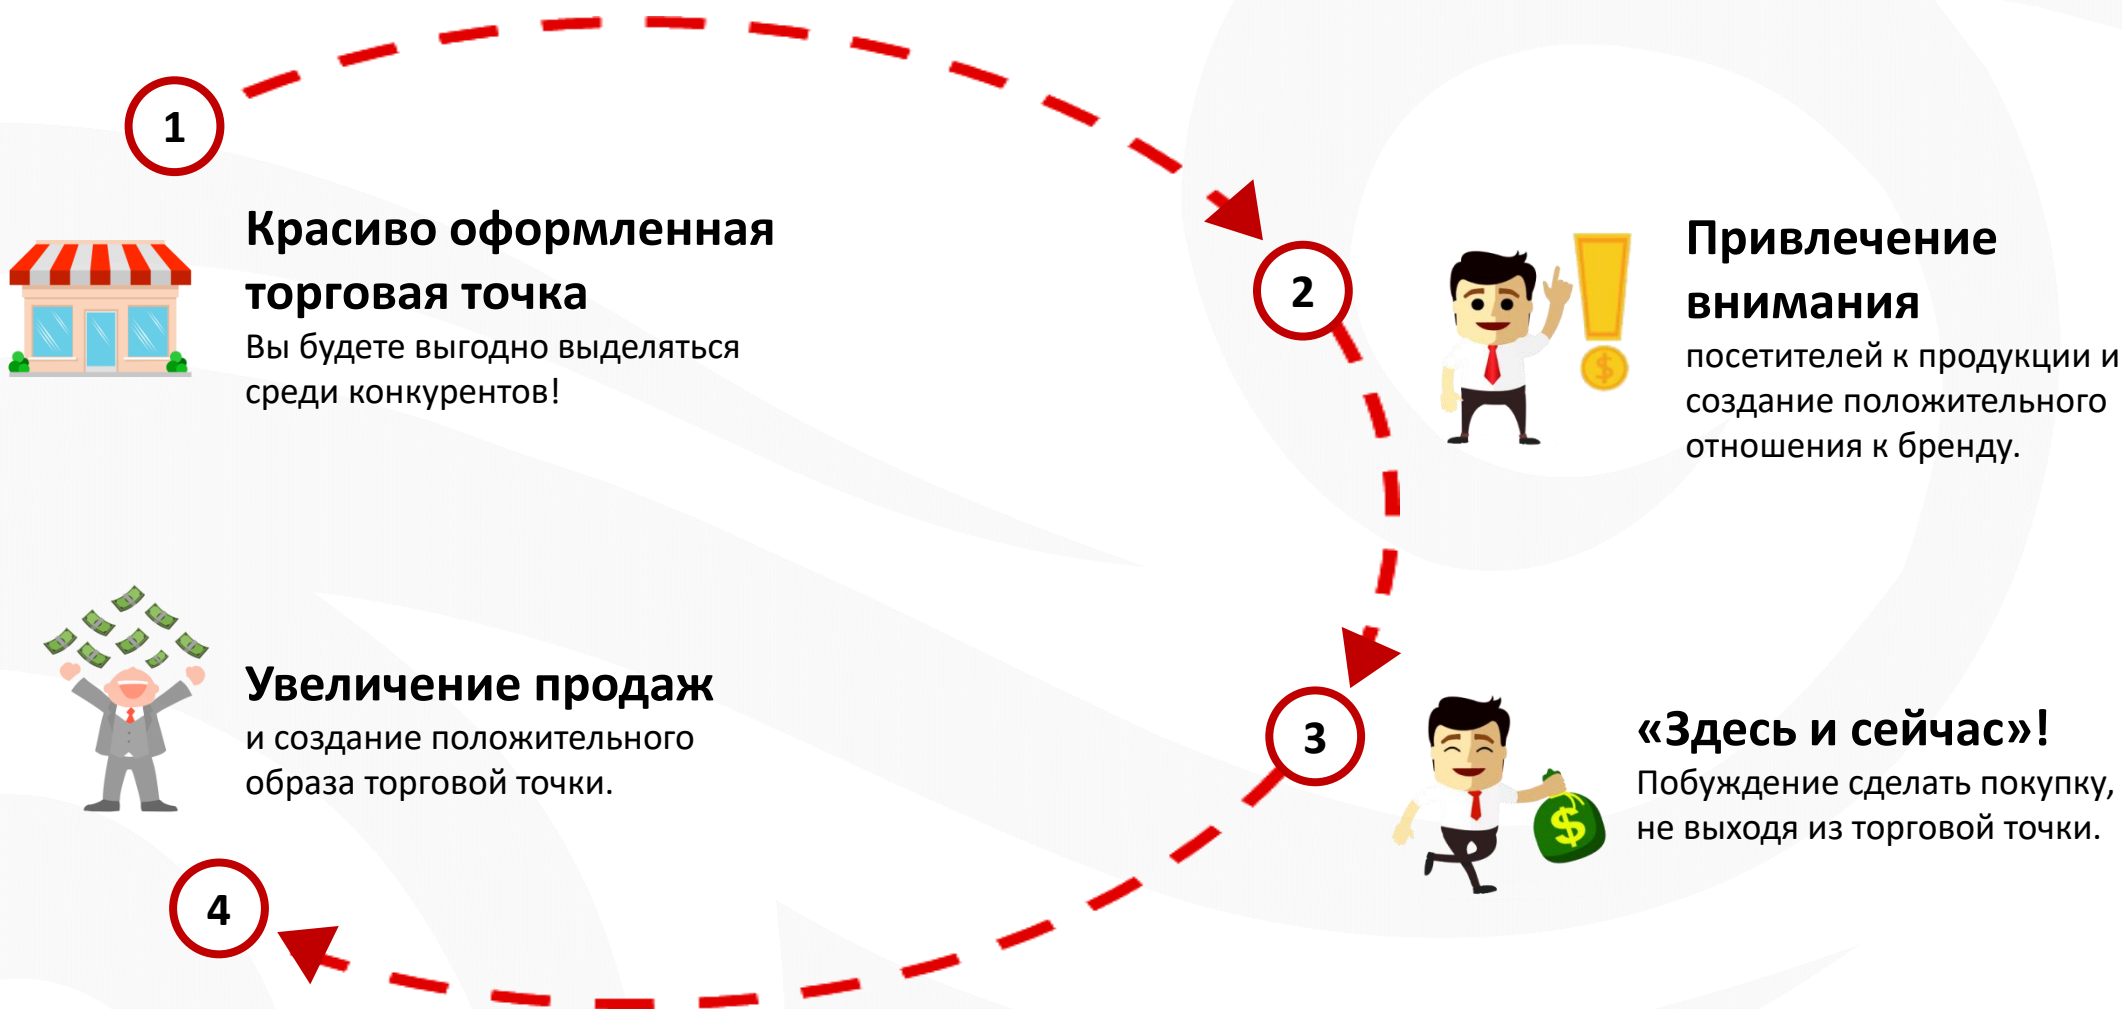 1
Красиво оформленная
торговая точка
Вы будете выгодно выделяться
среди конкурентов!
2
Привлечение
внимания
посетителей к продукции и
создание положительного
отношения к бренду.
3
«Здесь и сейчас»!
Побуждение сделать покупку,
не выходя из торговой точки.
$
$
4
Увеличение продаж
и создание положительного
образа торговой точки.